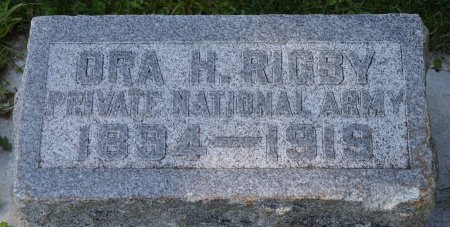 ORA H. RIGBY
PRIVATE NATIONAL ARMY
1894—1919